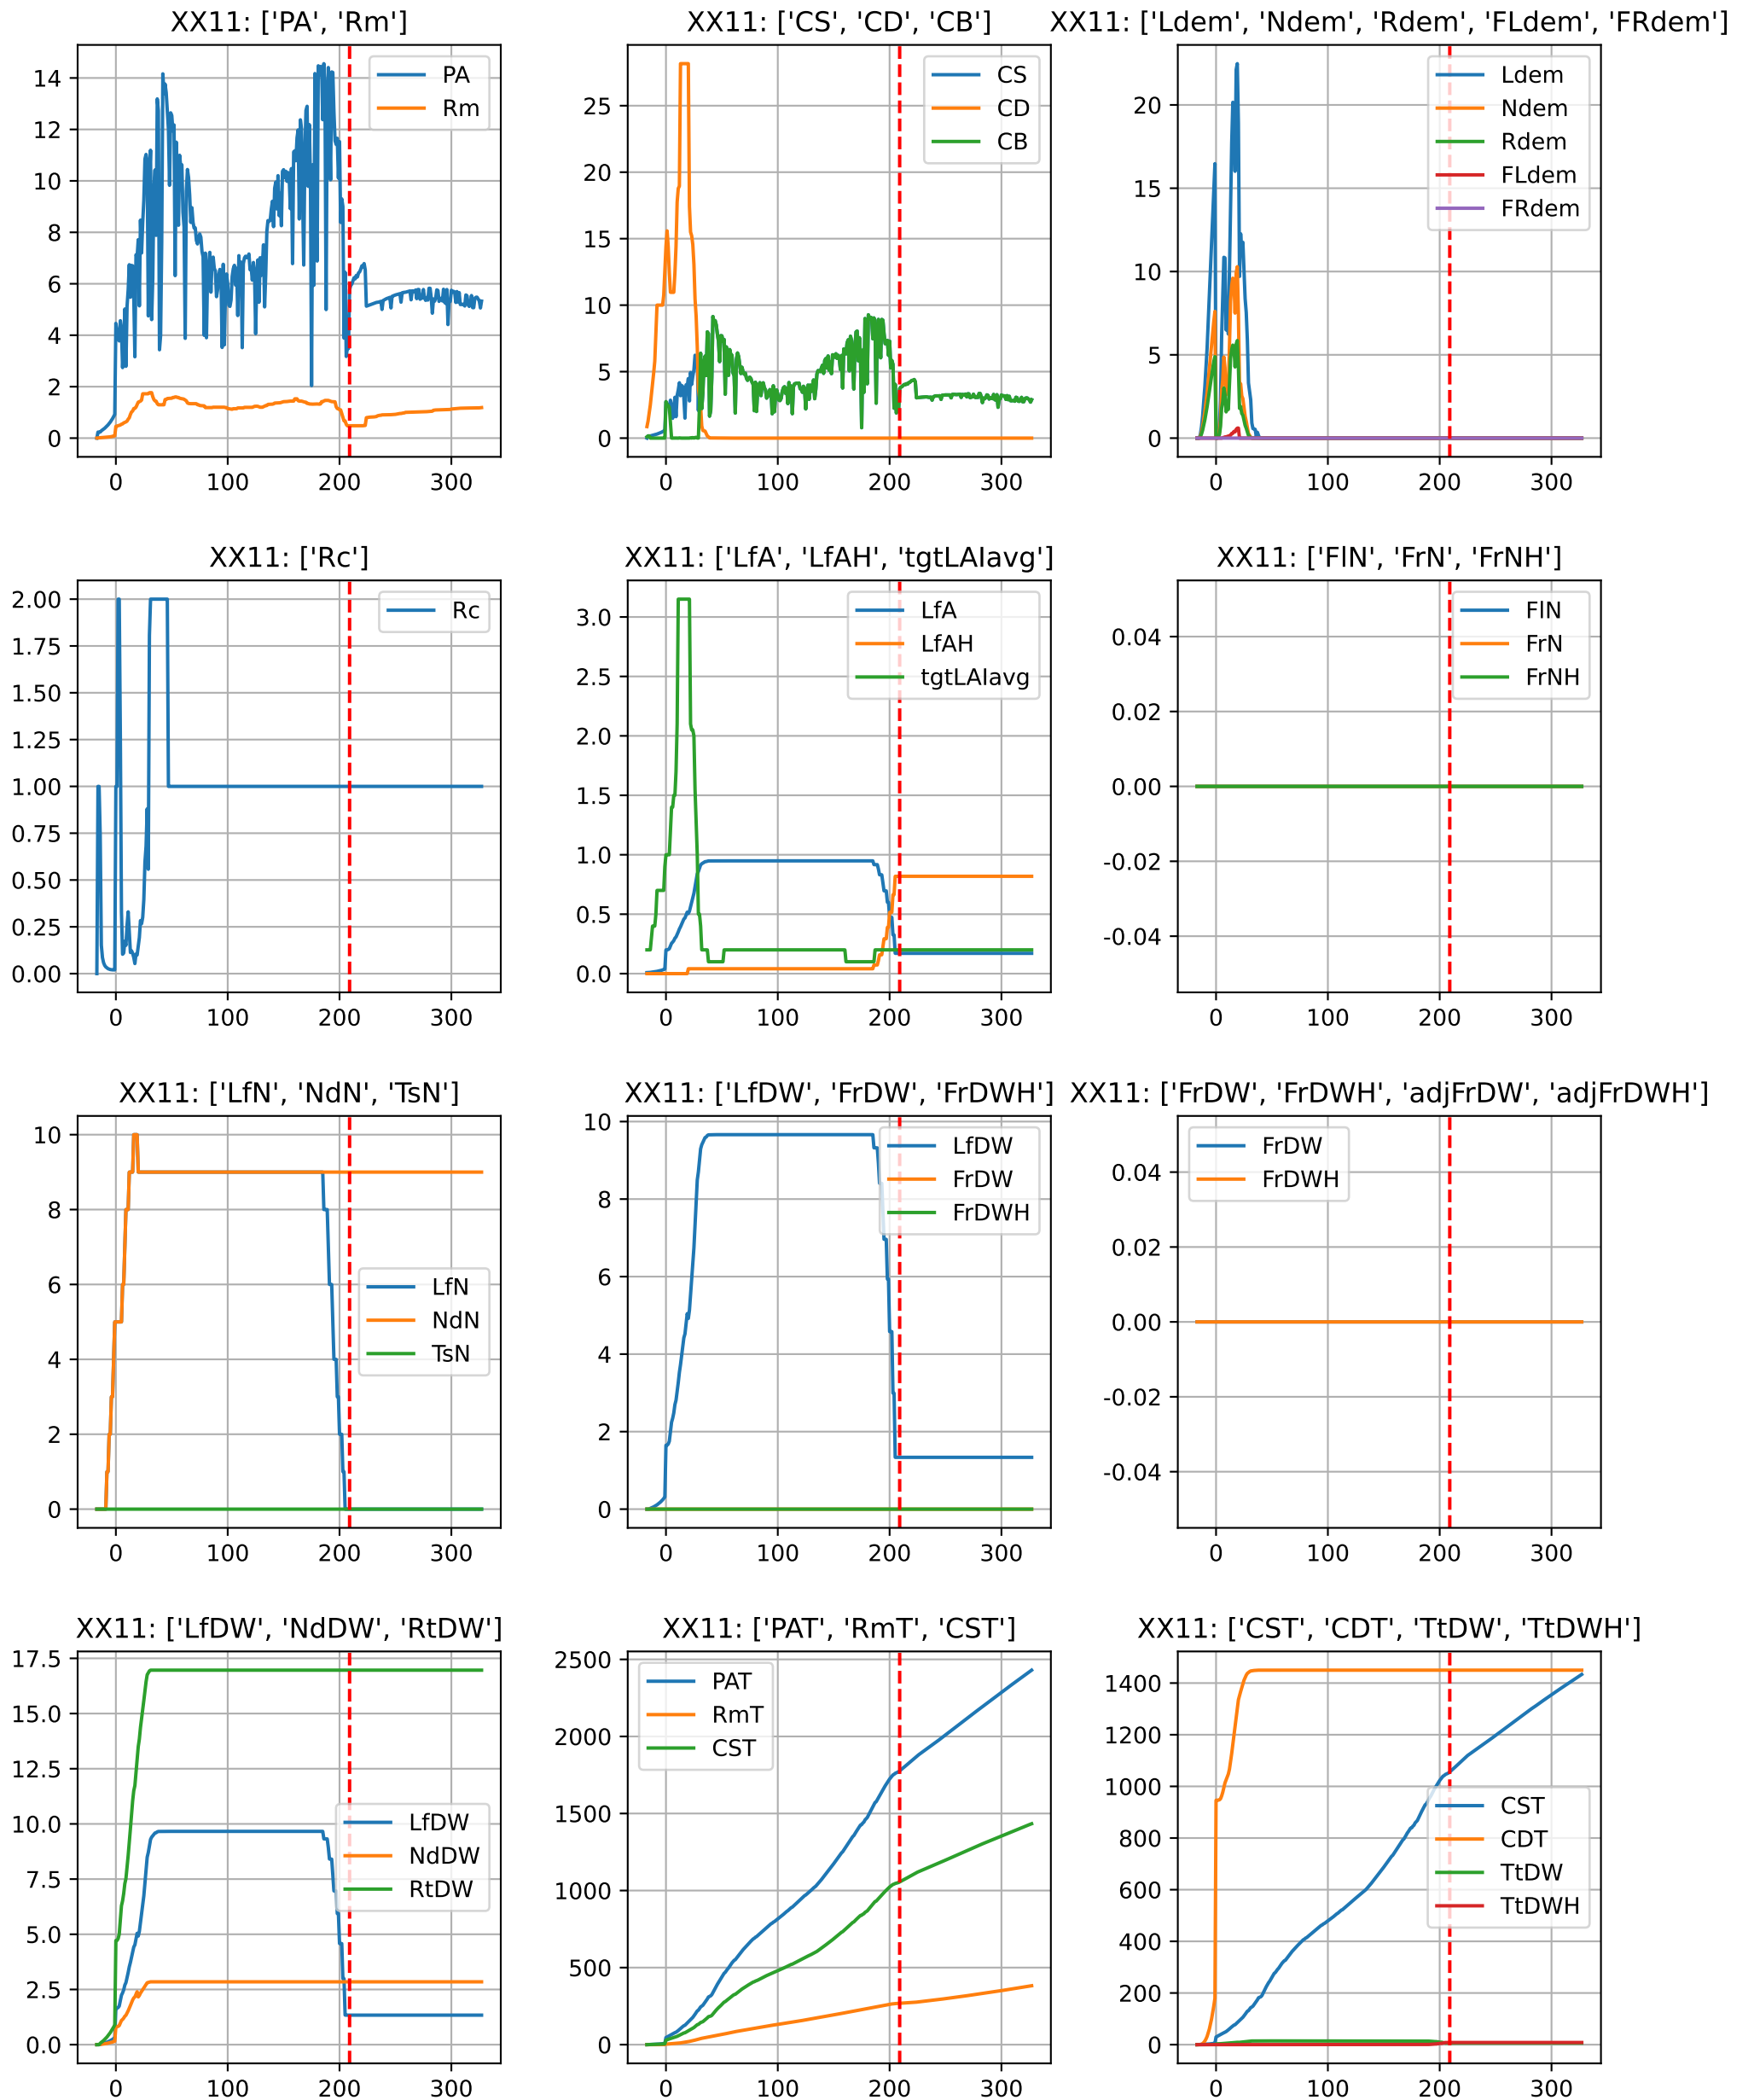 XX11: ['PA', 'Rm']
14
12
10
8
6
4
2
0
0 100 200 300
PA
Rm
XX11: ['CS', 'CD', 'CB']
25
20
15
10
5
0
0 100 200 300
CS
CD
CB
XX11: ['Ldem', 'Ndem', 'Rdem', 'FLdem', 'FRdem']
20
15
10
5
0
0 100 200 300
Ldem
Ndem
Rdem
FLdem
FRdem
XX11: ['Rc']
2.00
1.75
1.50
1.25
1.00
0.75
0.50
0.25
0.00
0 100 200 300
Rc
XX11: ['LfA', 'LfAH', 'tgtLAIavg']
3.0
2.5
2.0
1.5
1.0
0.5
0.0
0 100 200 300
LfA
LfAH
tgtLAIavg
XX11: ['FlN', 'FrN', 'FrNH']
0.04
0.02
0.00
-0.02
-0.04
0 100 200 300
FlN
FrN
FrNH
XX11: ['LfN', 'NdN', 'TsN']
10
8
6
4
2
0
0 100 200 300
LfN
NdN
TsN
XX11: ['LfDW', 'FrDW', 'FrDWH']
10
8
6
4
2
0
0 100 200 300
LfDW
FrDW
FrDWH
XX11: ['FrDW', 'FrDWH', 'adjFrDW', 'adjFrDWH']
0.04
0.02
0.00
-0.02
-0.04
0 100 200 300
FrDW
FrDWH
XX11: ['LfDW', 'NdDW', 'RtDW']
17.5
15.0
12.5
10.0
7.5
5.0
2.5
0.0
0 100 200 300
LfDW
NdDW
RtDW
XX11: ['PAT', 'RmT', 'CST']
2500
2000
1500
1000
500
0
0 100 200 300
PAT
RmT
CST
XX11: ['CST', 'CDT', 'TtDW', 'TtDWH']
1400
1200
1000
800
600
400
200
0
0 100 200 300
CST
CDT
TtDW
TtDWH